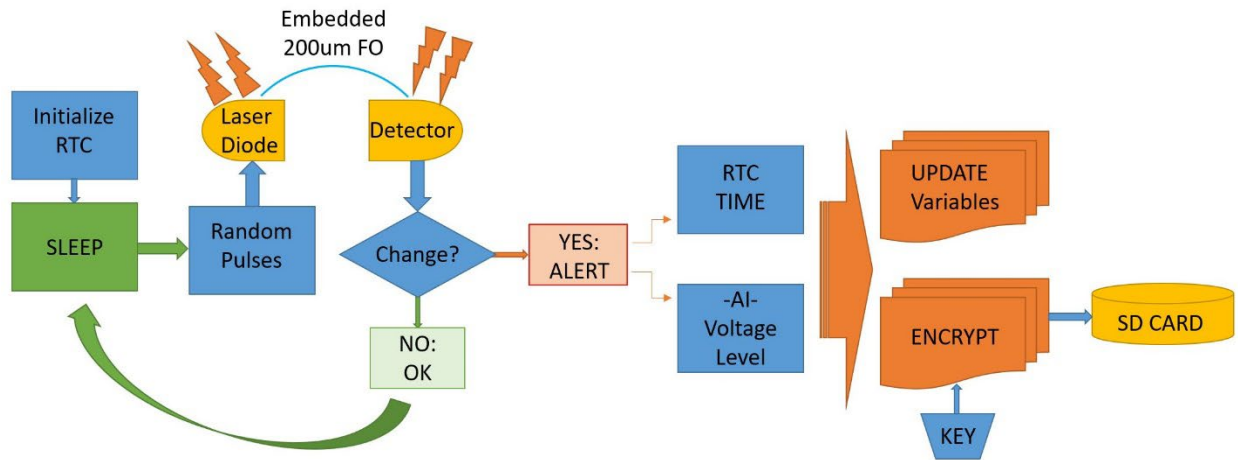 Embedded
200um FO
Initialize
RTC
Laser
Diode
Detector
SLEEP
Random
Pulses
Change?
YES:
ALERT
NO:
OK
RTC
TIME
-AI-
Voltage
Level
UPDATE
Variables
ENCRYPT
SD CARD
KEY